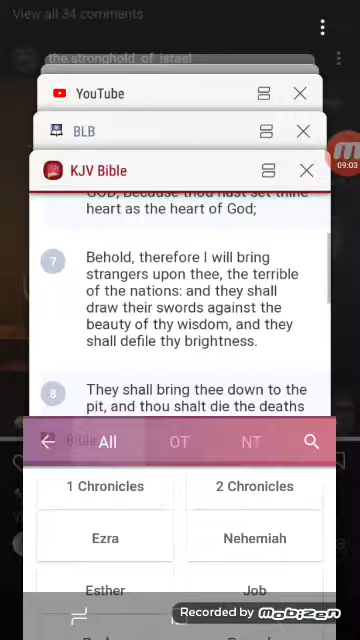 View all 34 comments
the.stronghold_of_israel
YouTube
BLB
KJV Bible
09:03
GOD; Because thou hast set thine
heart as the heart of God;
7
Behold, therefore I will bring
strangers upon thee, the terrible
of the nations: and they shall
draw their swords against the
beauty of thy wisdom, and they
shall defile thy brightness.
8
They shall bring thee down to the
pit, and thou shalt die the deaths
Bible
All OT NT
1 Chronicles 2 Chronicles
Ezra Nehemiah
Esther Job
Recorded by mobizen